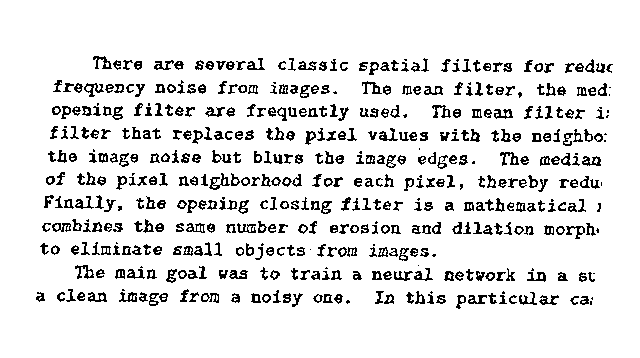 There are several classic spatial filters for reduc
frequency noise from images. The mean filter, the med
opening filter are frequently used. The mean filter i
filter that replaces the pixel values with the neighbo
the image noise but blurs the image edges. The median
of the pixel neighborhood for each pixel, thereby redu
Finally, the opening closing filter is a mathematical
combines the same number of erosion and dilation morph
to eliminate small objects from images.
The main goal was to train a neural network in a st
a clean image from a noisy one. In this particular ca